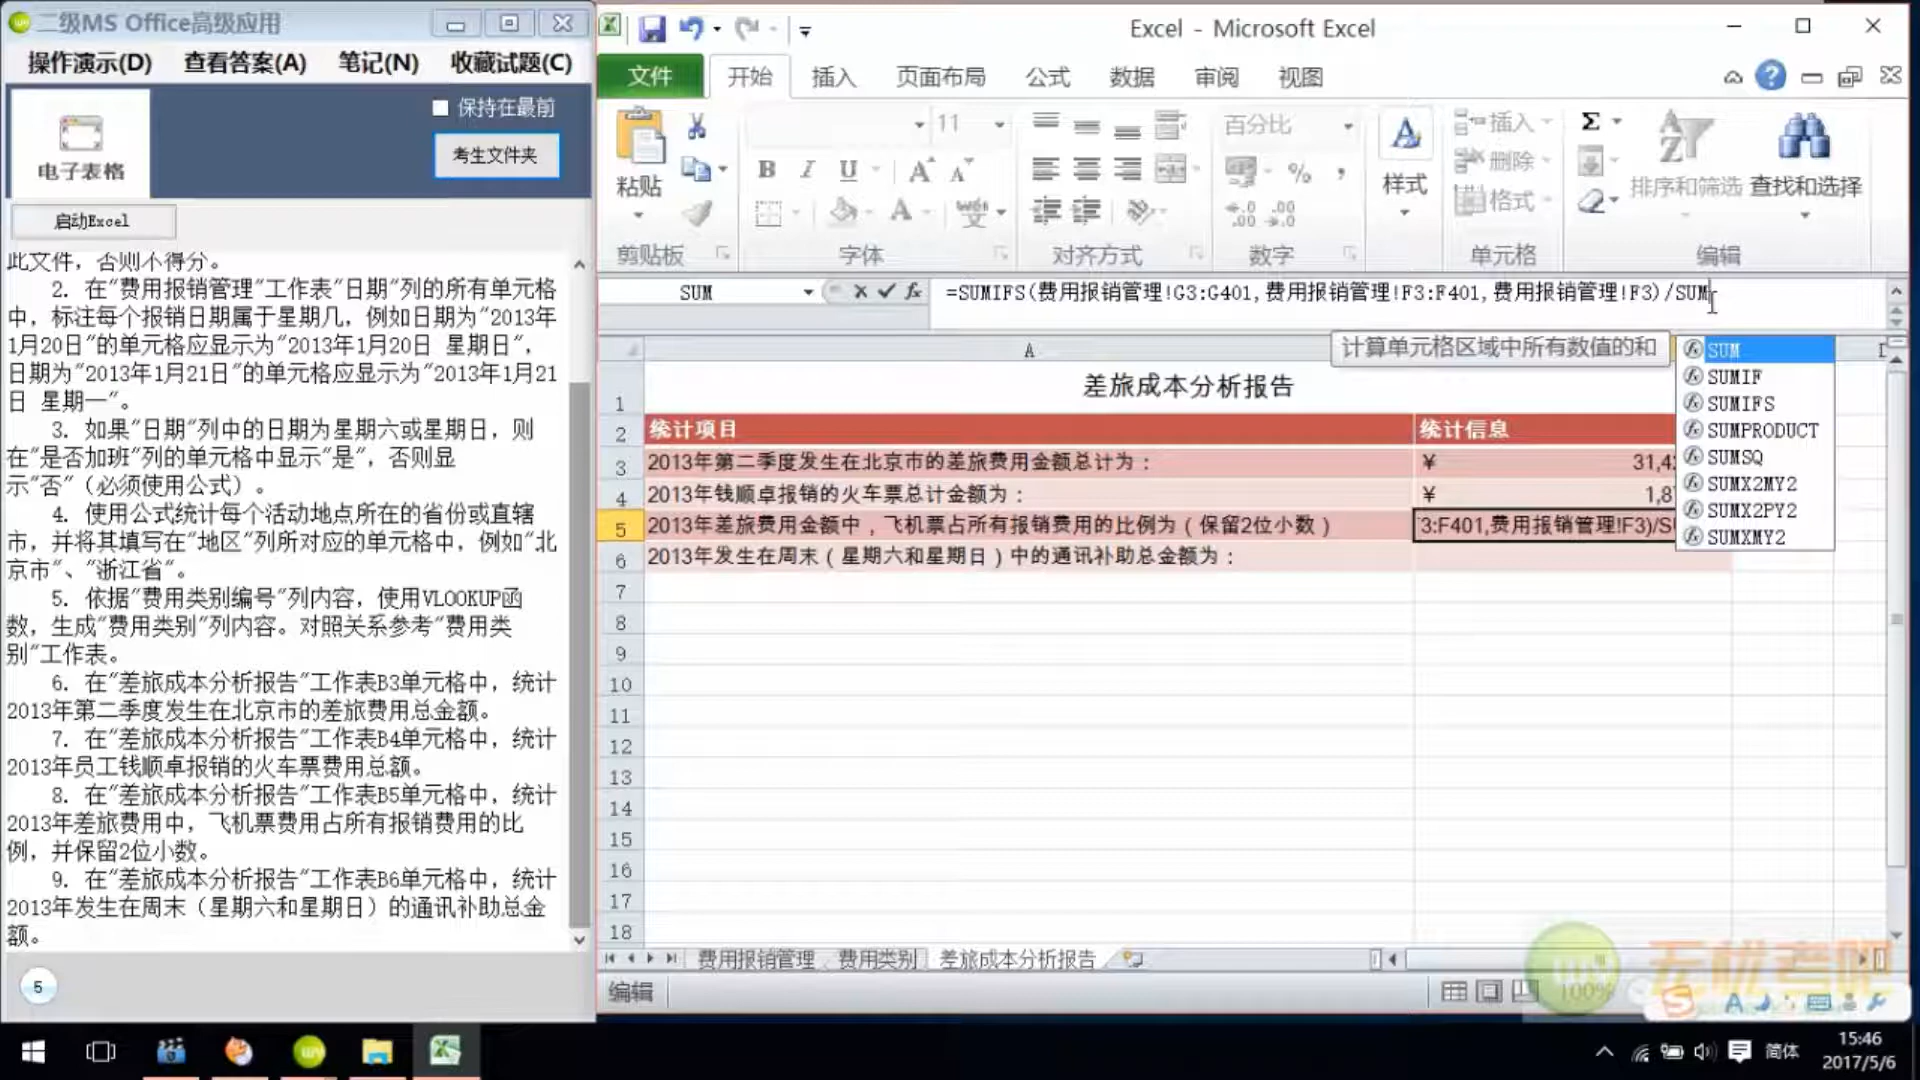 二级MS Office高级应用
操作演示(D) 查看答案(A) 笔记(N) 收藏试题(C)
保持在最前
电子表格
考生文件夹
启动Excel
此文件，否则不得分。
2. 在"费用报销管理"工作表"日期"列的所有单元格
中，标注每个报销日期属于星期几，例如日期为"2013年
1月20日"的单元格应显示为"2013年1月20日 星期日"，
日期为"2013年1月21日"的单元格应显示为"2013年1月21
日 星期一"。
3. 如果"日期"列中的日期为星期六或星期日，则
在"是否加班"列的单元格中显示"是"，否则显
示"否"（必须使用公式）。
4. 使用公式统计每个活动地点所在的省份或直辖
市，并将其填写在"地区"列所对应的单元格中，例如"北
京市"、"浙江省"。
5. 依据"费用类别编号"列内容，使用VLOOKUP函
数，生成"费用类别"列内容。对照关系参考"费用类
别"工作表。
6. 在"差旅成本分析报告"工作表B3单元格中，统计
2013年第二季度发生在北京市的差旅费用总金额。
7. 在"差旅成本分析报告"工作表B4单元格中，统计
2013年员工钱顺卓报销的火车票费用总额。
8. 在"差旅成本分析报告"工作表B5单元格中，统计
2013年差旅费用中，飞机票费用占所有报销费用的比
例，并保留2位小数。
9. 在"差旅成本分析报告"工作表B6单元格中，统计
2013年发生在周末（星期六和星期日）的通讯补助总金
额。
5
Excel - Microsoft Excel
文件 开始 插入 页面布局 公式 数据 审阅 视图
粘贴
剪贴板
11
B I U
字体
对齐方式
百分比
数字
样式
插入
删除
格式
单元格
Σ
排序和筛选 查找和选择
编辑
SUM
=SUMIFS(费用报销管理!G3:G401,费用报销管理!F3:F401,费用报销管理!F3)/SUM
计算单元格区域中所有数值的和
SUM
SUMIF
SUMIFS
SUMPRODUCT
SUMSQ
SUMX2MY2
SUMX2PY2
SUMXMY2
A
1 差旅成本分析报告
2 统计项目 统计信息
3 2013年第二季度发生在北京市的差旅费用金额总计为： ¥ 31,42
4 2013年钱顺卓报销的火车票总计金额为： ¥ 1,87
5 2013年差旅费用金额中，飞机票占所有报销费用的比例为（保留2位小数） 3:F401,费用报销管理!F3)/SU
6 2013年发生在周末（星期六和星期日）中的通讯补助总金额为：
7
8
9
10
11
12
13
14
15
16
17
18
费用报销管理 费用类别 差旅成本分析报告
编辑
100%
无忧考吧
简体
15:46
2017/5/6